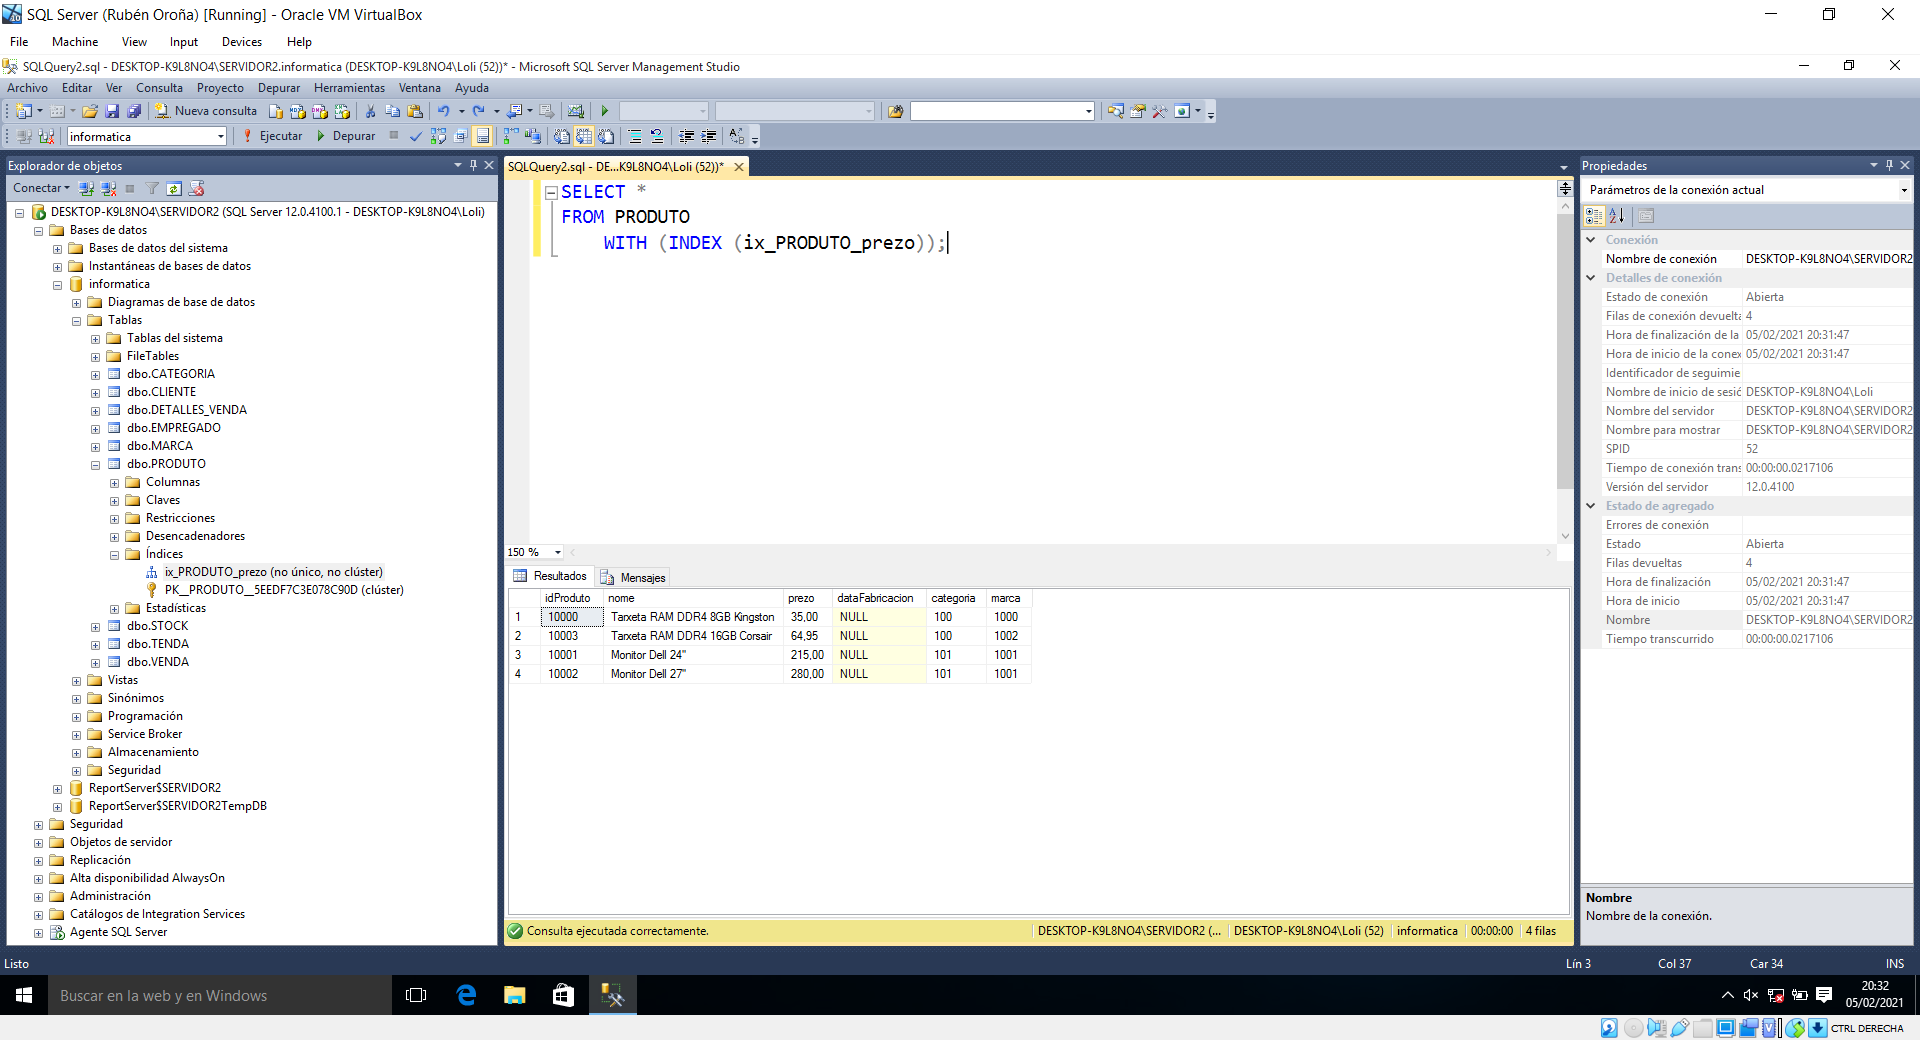 SQL Server (Rubén Oroña) [Running] - Oracle VM VirtualBox
File Machine View Input Devices Help
SQLQuery2.sql - DESKTOP-K9L8NO4\SERVIDOR2.informatica (DESKTOP-K9L8NO4\Loli (52))* - Microsoft SQL Server Management Studio
Archivo Editar Ver Consulta Proyecto Depurar Herramientas Ventana Ayuda
Nueva consulta
informatica Ejecutar Depurar
Explorador de objetos
Conectar
DESKTOP-K9L8NO4\SERVIDOR2 (SQL Server 12.0.4100.1 - DESKTOP-K9L8NO4\Loli)
Bases de datos
Bases de datos del sistema
Instantáneas de bases de datos
informatica
Diagramas de base de datos
Tablas
Tablas del sistema
FileTables
dbo.CATEGORIA
dbo.CLIENTE
dbo.DETALLES_VENDA
dbo.EMPREGADO
dbo.MARCA
dbo.PRODUTO
Columnas
Claves
Restricciones
Desencadenadores
Índices
ix_PRODUTO_prezo (no único, no clúster)
PK__PRODUTO__5EEDF7C3E078C90D (clúster)
Estadísticas
dbo.STOCK
dbo.TENDA
dbo.VENDA
Vistas
Sinónimos
Programación
Service Broker
Almacenamiento
Seguridad
ReportServer$SERVIDOR2
ReportServer$SERVIDOR2TempDB
Seguridad
Objetos de servidor
Replicación
Alta disponibilidad AlwaysOn
Administración
Catálogos de Integration Services
Agente SQL Server
SQLQuery2.sql - DE...K9L8NO4\Loli (52))*
SELECT *
FROM PRODUTO
WITH (INDEX (ix_PRODUTO_prezo));
150 %
Resultados Mensajes
idProduto nome prezo dataFabricacion categoria marca
1 10000 Tarxeta RAM DDR4 8GB Kingston 35,00 NULL 100 1000
2 10003 Tarxeta RAM DDR4 16GB Corsair 64,95 NULL 100 1002
3 10001 Monitor Dell 24" 215,00 NULL 101 1001
4 10002 Monitor Dell 27" 280,00 NULL 101 1001
Consulta ejecutada correctamente. DESKTOP-K9L8NO4\SERVIDOR2 (... DESKTOP-K9L8NO4\Loli (52) informatica 00:00:00 4 filas
Propiedades
Parámetros de la conexión actual
Conexión
Nombre de conexión DESKTOP-K9L8NO4\SERVIDOR2
Detalles de conexión
Estado de conexión Abierta
Filas de conexión devuelta 4
Hora de finalización de la 05/02/2021 20:31:47
Hora de inicio de la conex 05/02/2021 20:31:47
Identificador de seguimie
Nombre de inicio de sesió DESKTOP-K9L8NO4\Loli
Nombre del servidor DESKTOP-K9L8NO4\SERVIDOR2
Nombre para mostrar DESKTOP-K9L8NO4\SERVIDOR2
SPID 52
Tiempo de conexión trans 00:00:00.0217106
Versión del servidor 12.0.4100
Estado de agregado
Errores de conexión
Estado Abierta
Filas devueltas 4
Hora de finalización 05/02/2021 20:31:47
Hora de inicio 05/02/2021 20:31:47
Nombre DESKTOP-K9L8NO4\SERVIDOR2
Tiempo transcurrido 00:00:00.0217106
Nombre
Nombre de la conexión.
Listo Lín 3 Col 37 Car 34 INS
Buscar en la web y en Windows
20:32
05/02/2021
CTRL DERECHA